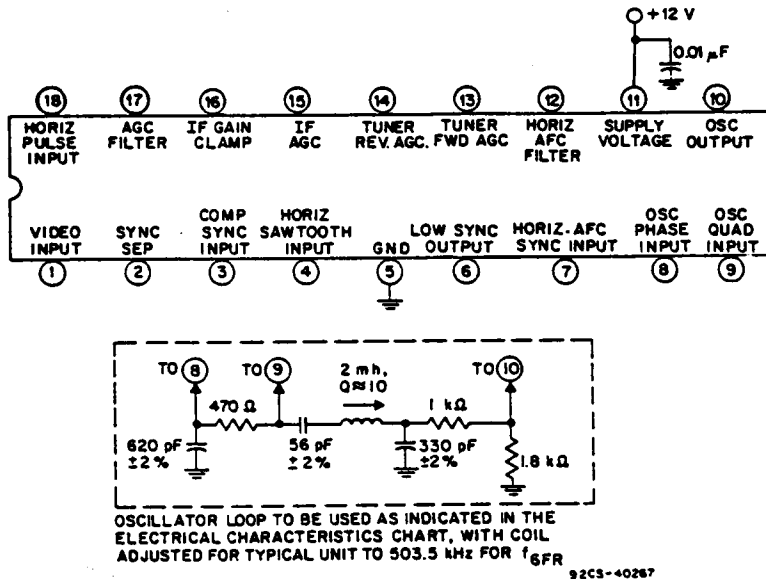 +12 V
0.01 µF
18 17 16 15 14 13 12 11 10
HORIZ PULSE INPUT
AGC FILTER
IF GAIN CLAMP
IF AGC
TUNER REV. AGC.
TUNER FWD AGC
HORIZ AFC FILTER
SUPPLY VOLTAGE
OSC OUTPUT
VIDEO INPUT
SYNC SEP
COMP SYNC INPUT
HORIZ SAWTOOTH INPUT
GND
LOW SYNC OUTPUT
HORIZ-AFC SYNC INPUT
OSC PHASE INPUT
OSC QUAD INPUT
1 2 3 4 5 6 7 8 9
TO 8
TO 9
2 mh, Q≈10
TO 10
470 Ω
1 kΩ
620 pF ±2%
56 pF ±2%
330 pF ±2%
1.8 kΩ
OSCILLATOR LOOP TO BE USED AS INDICATED IN THE
ELECTRICAL CHARACTERISTICS CHART, WITH COIL
ADJUSTED FOR TYPICAL UNIT TO 503.5 kHz FOR f6FR
92CS-40267